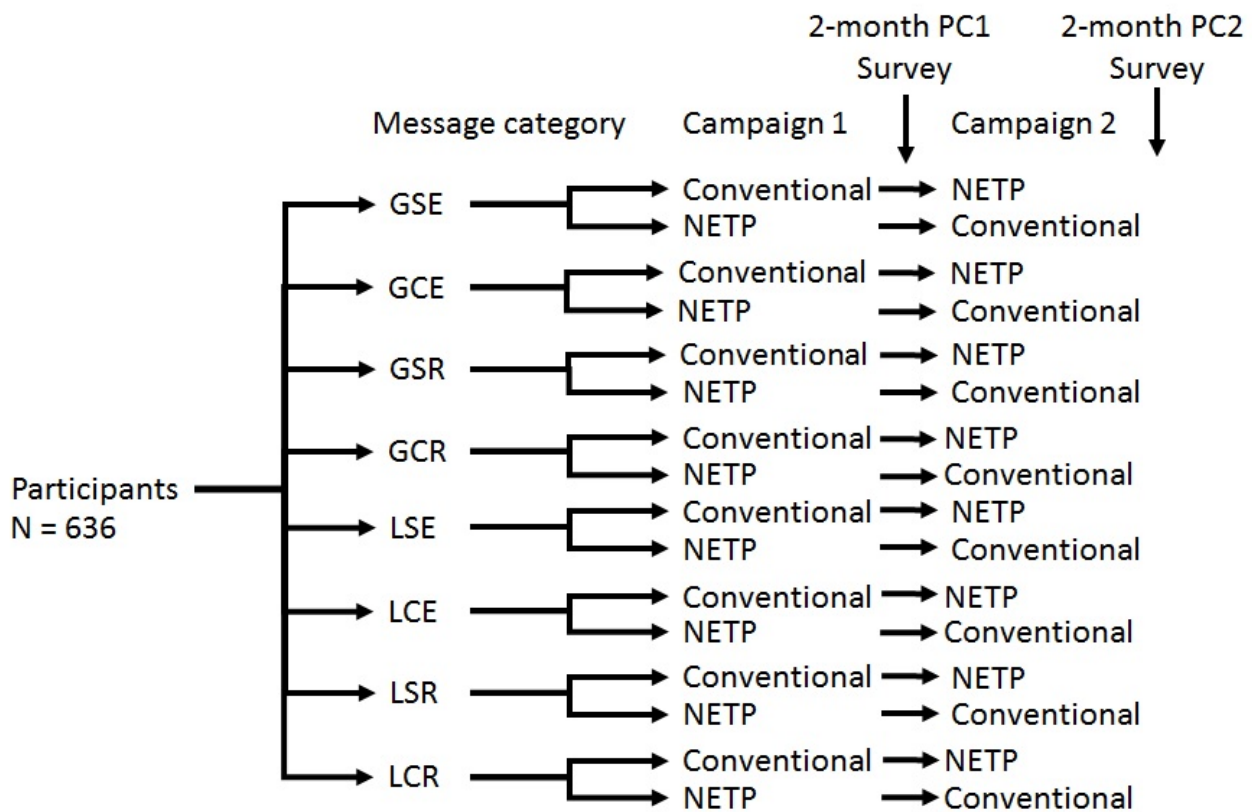 2-month PC1 2-month PC2
Survey Survey
Message category Campaign 1 Campaign 2
Conventional NETP
GSE
NETP Conventional
Conventional NETP
GCE
NETP Conventional
Conventional NETP
GSR
NETP Conventional
Conventional NETP
GCR
NETP Conventional
Participants
N = 636
Conventional NETP
LSE
NETP Conventional
Conventional NETP
LCE
NETP Conventional
Conventional NETP
LSR
NETP Conventional
Conventional NETP
LCR
NETP Conventional